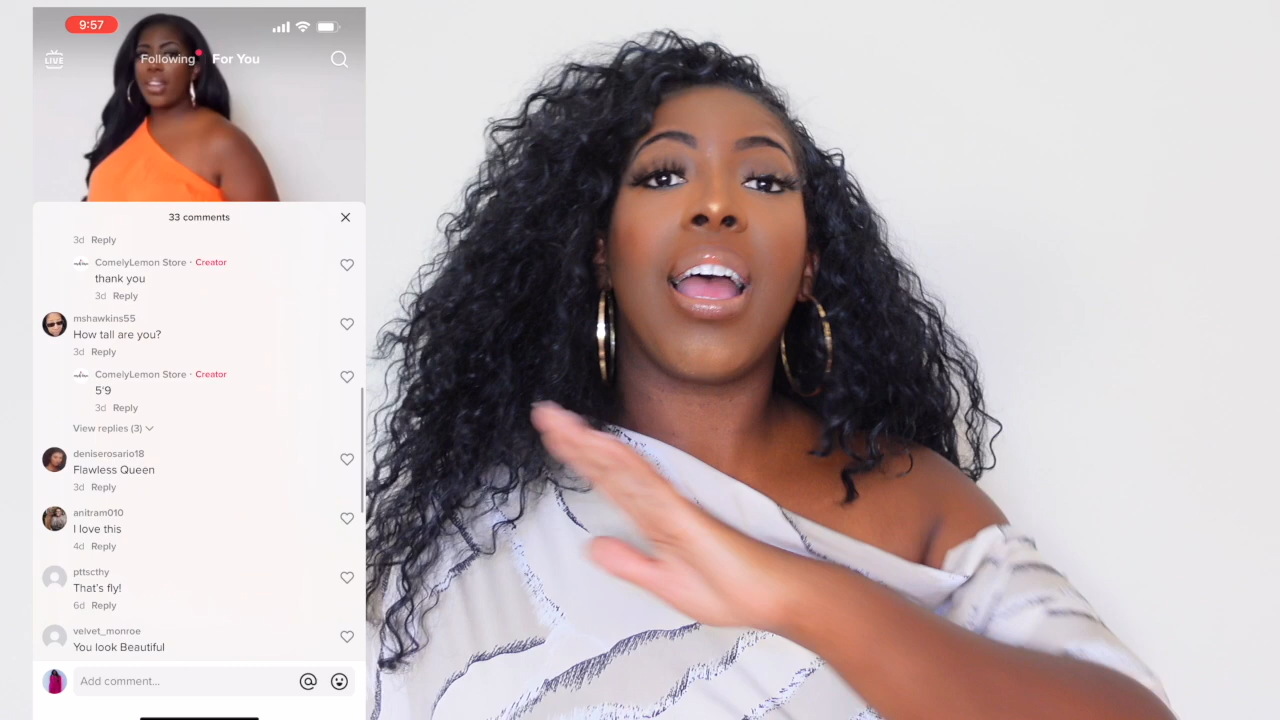 9:57
LIVE
Following
For You
33 comments
3d Reply
ComelyLemon Store · Creator
thank you
3d Reply
mshawkins55
How tall are you?
3d Reply
ComelyLemon Store · Creator
5'9
3d Reply
View replies (3)
deniserosario18
Flawless Queen
3d Reply
anitram010
I love this
4d Reply
pttscthy
That's fly!
6d Reply
velvet_monroe
You look Beautiful
Add comment...
@